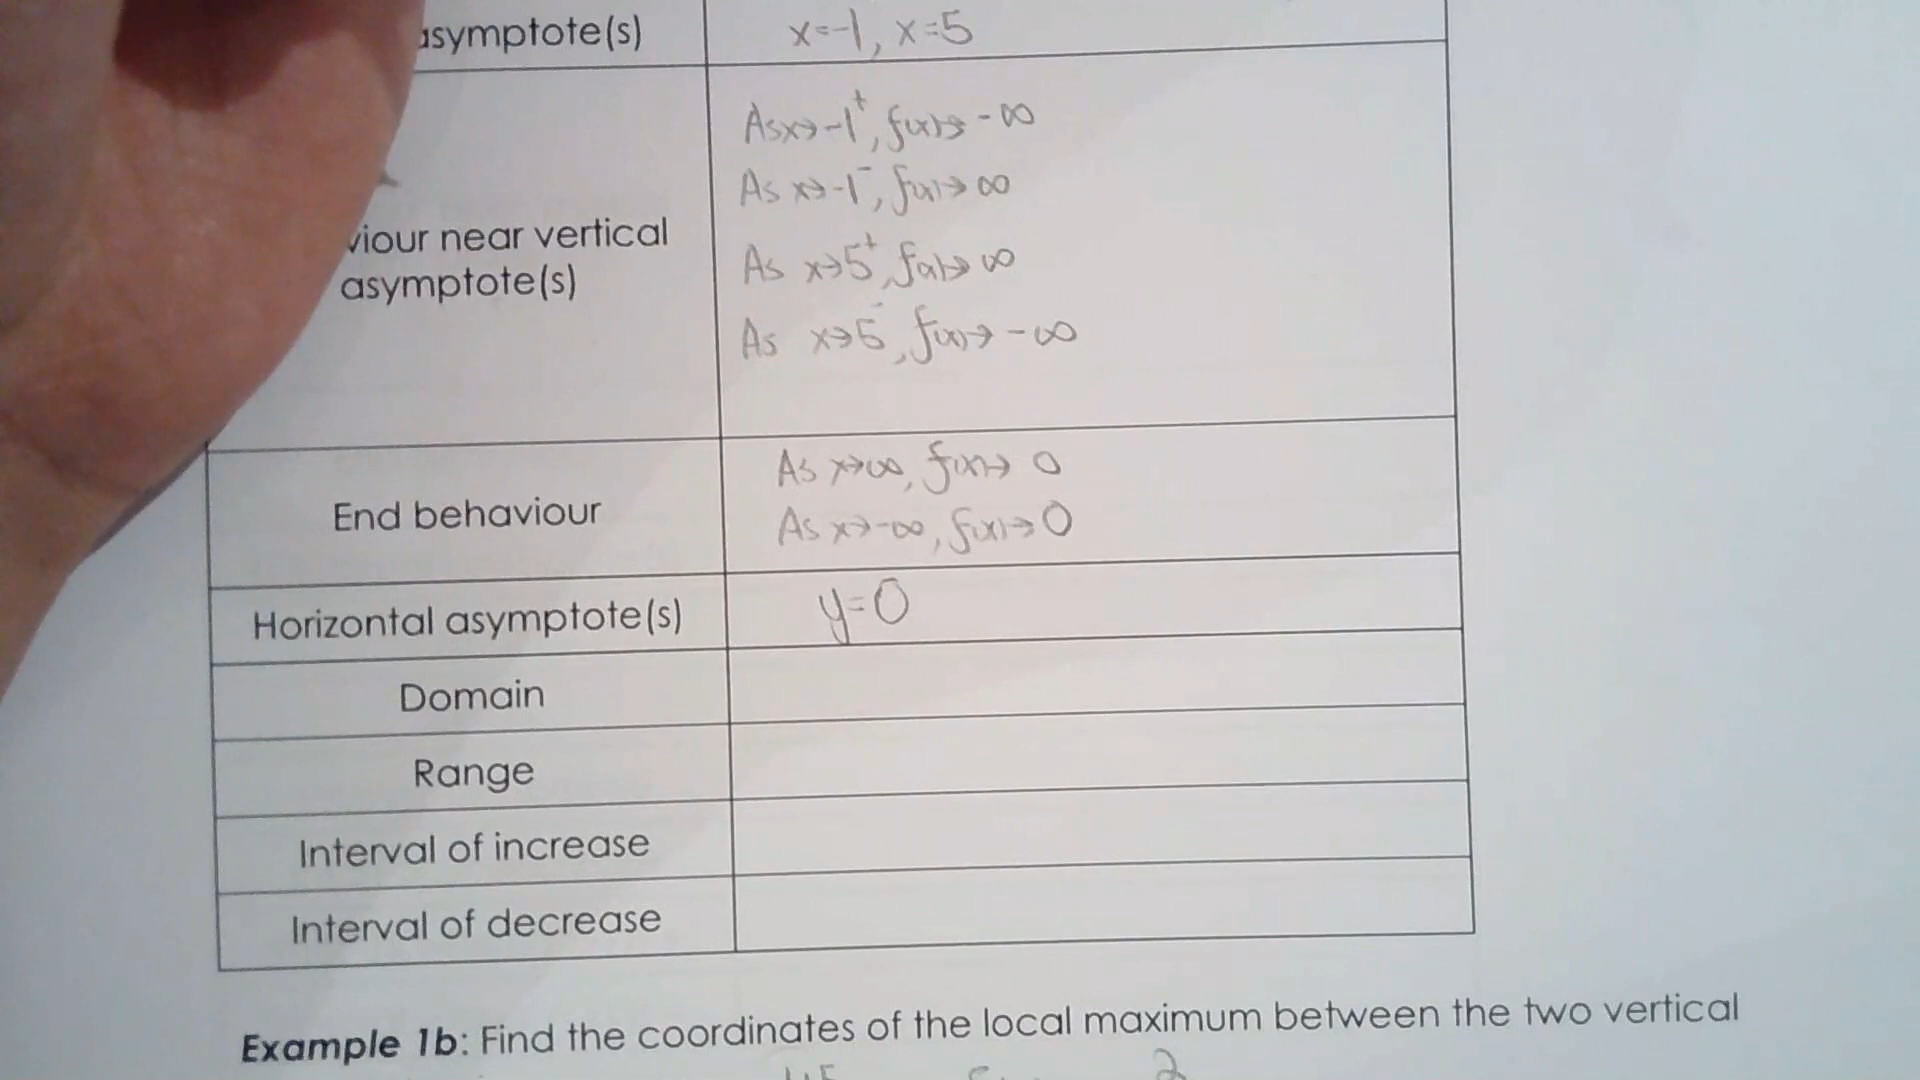 asymptote(s) x=-1, x=5
As x→-1⁺, f(x)→-∞
As x→-1⁻, f(x)→∞
viour near vertical
asymptote(s)
As x→5⁺, f(x)→∞
As x→5⁻, f(x)→-∞
End behaviour
As x→∞, f(x)→0
As x→-∞, f(x)→0
Horizontal asymptote(s) y=0
Domain
Range
Interval of increase
Interval of decrease
Example 1b: Find the coordinates of the local maximum between the two vertical